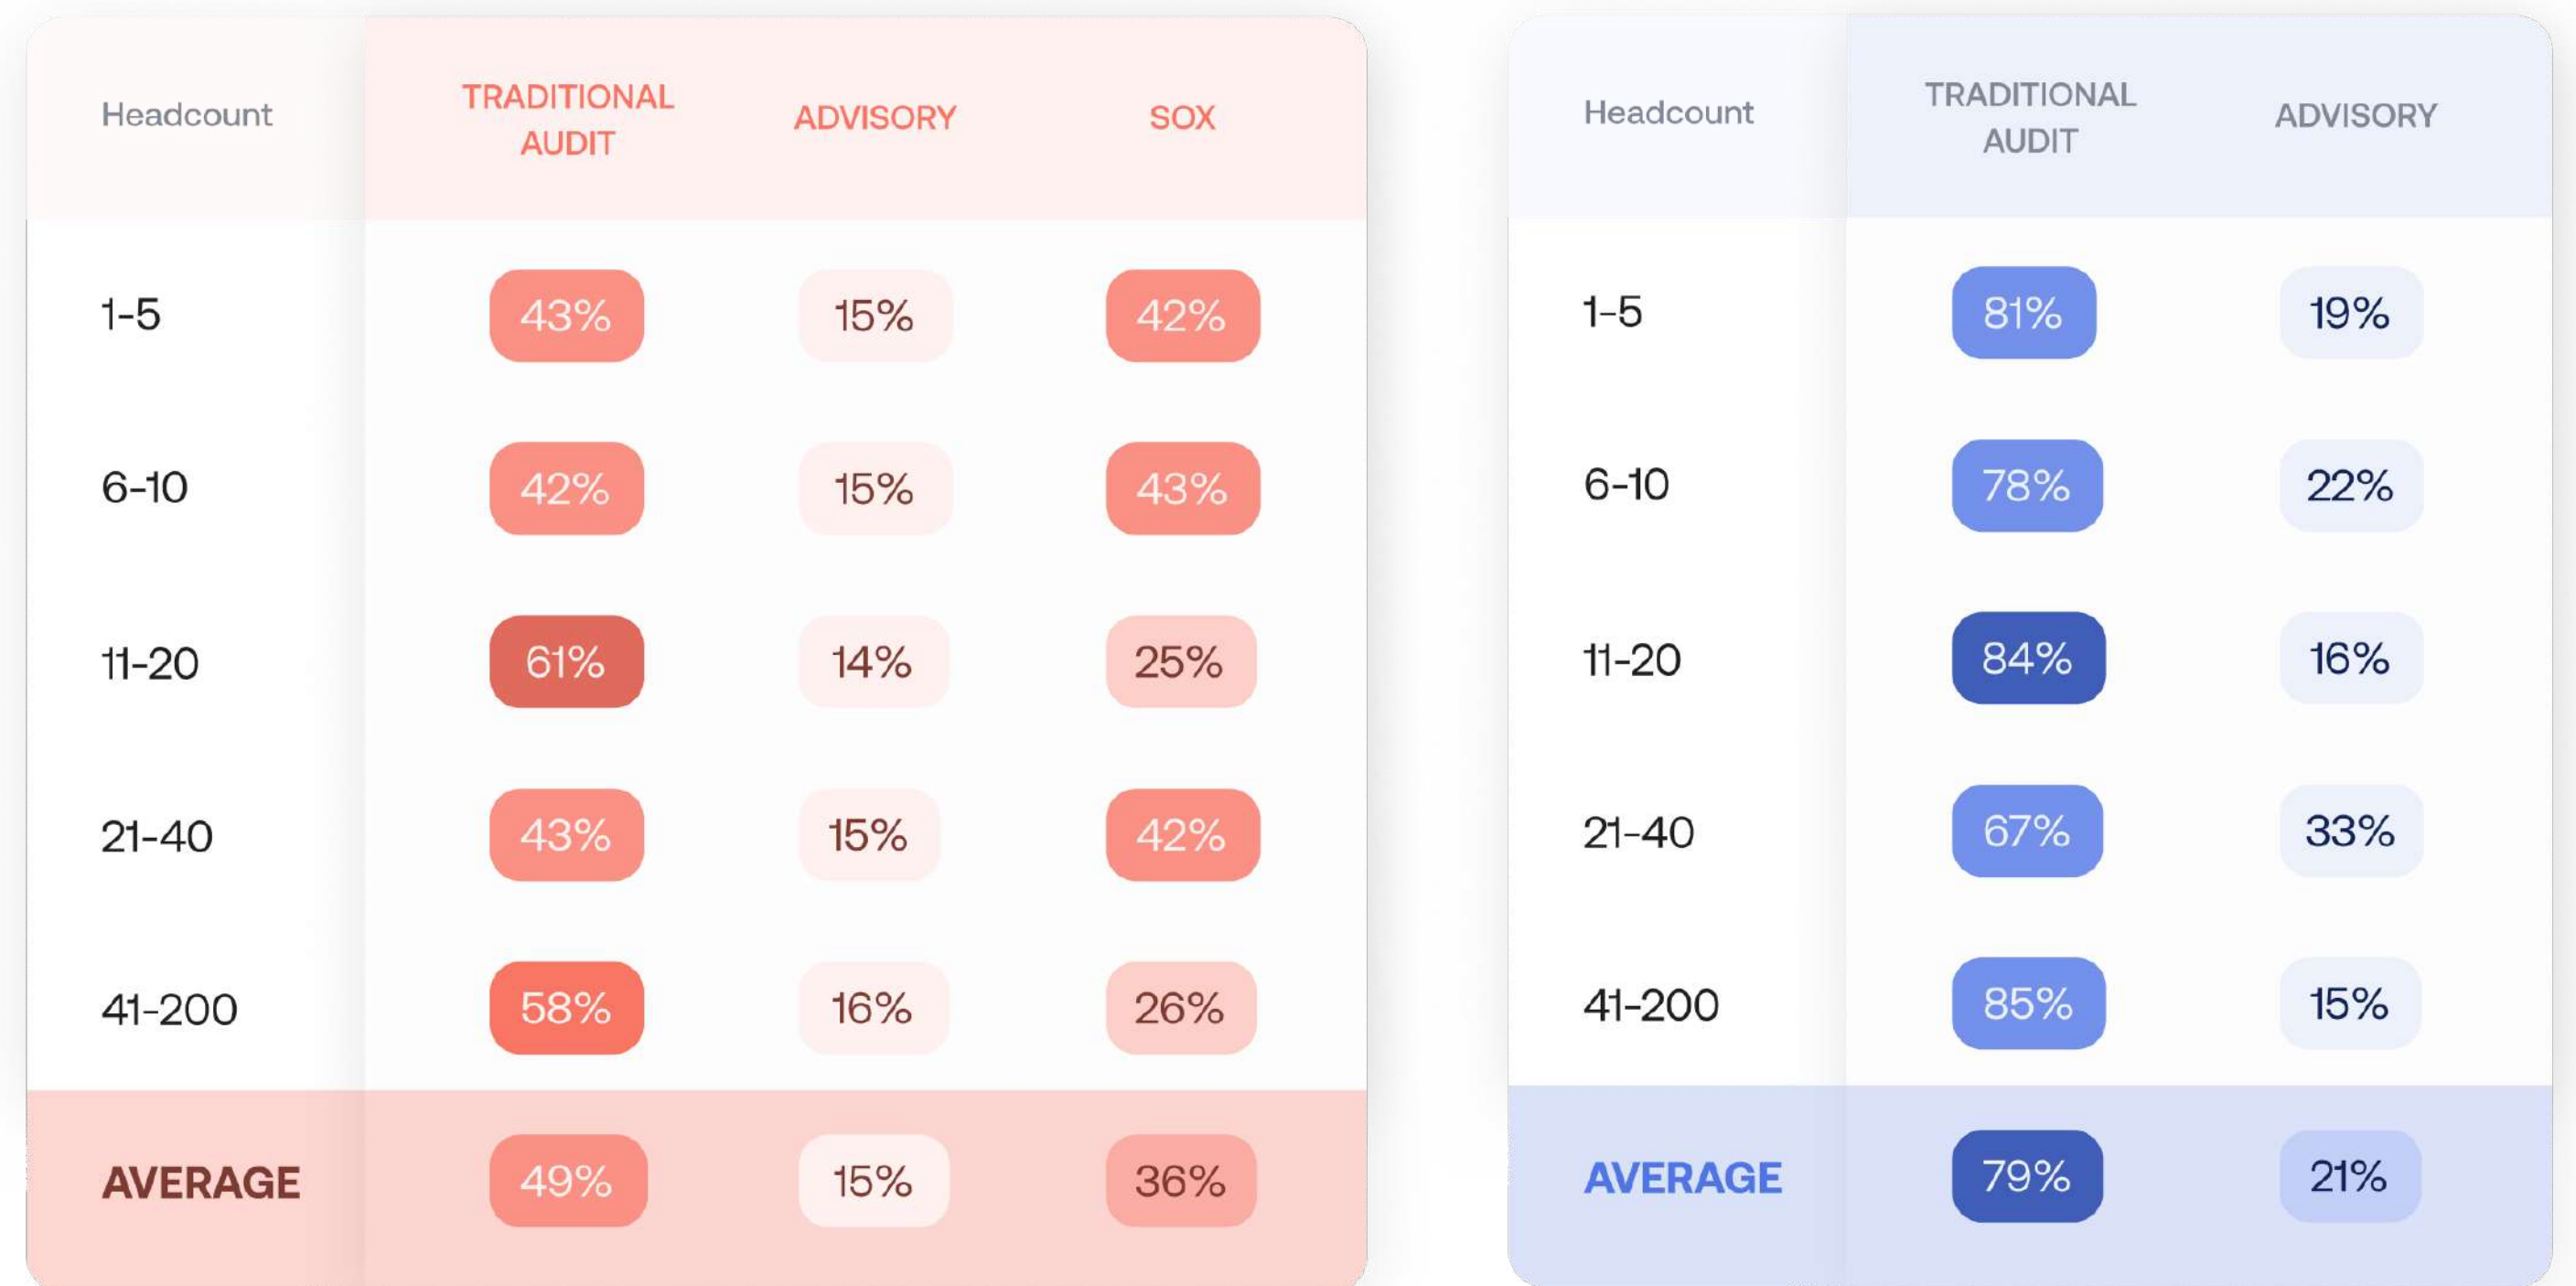 Headcount TRADITIONAL AUDIT ADVISORY SOX
1-5 43% 15% 42%
6-10 42% 15% 43%
11-20 61% 14% 25%
21-40 43% 15% 42%
41-200 58% 16% 26%
AVERAGE 49% 15% 36%
Headcount TRADITIONAL AUDIT ADVISORY
1-5 81% 19%
6-10 78% 22%
11-20 84% 16%
21-40 67% 33%
41-200 85% 15%
AVERAGE 79% 21%